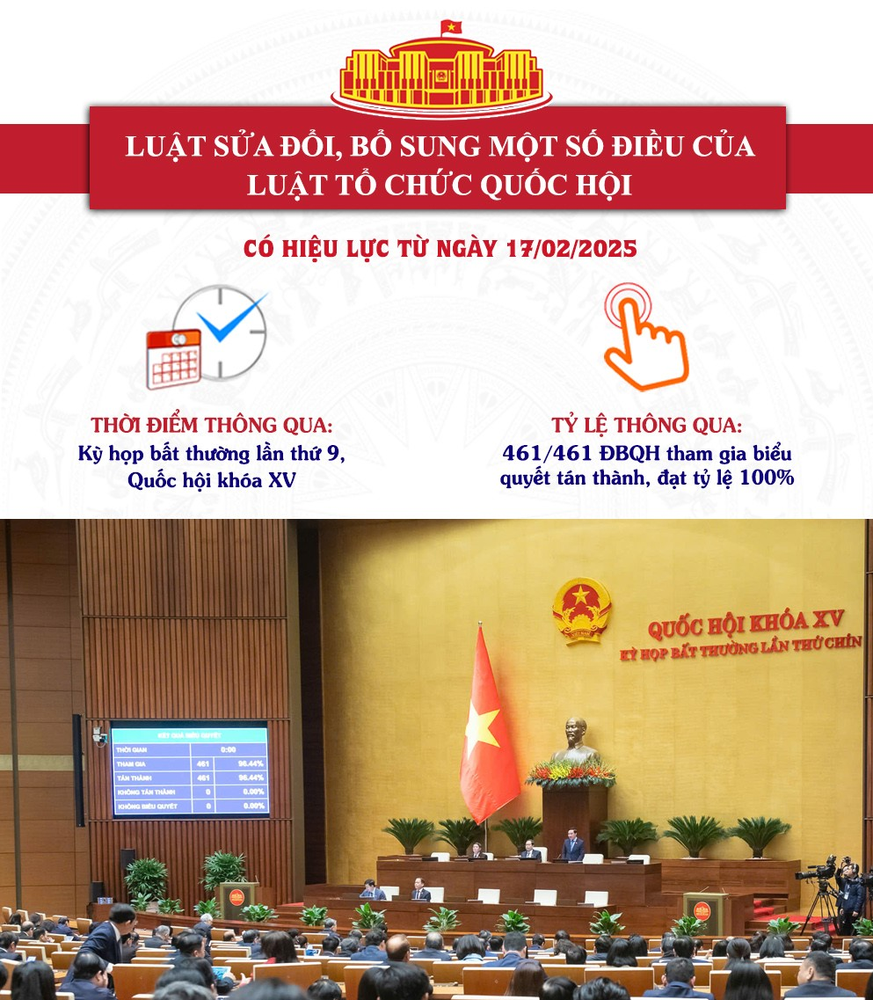 LUẬT SỬA ĐỔI, BỔ SUNG MỘT SỐ ĐIỀU CỦA
LUẬT TỔ CHỨC QUỐC HỘI
CÓ HIỆU LỰC TỪ NGÀY 17/02/2025
THỜI ĐIỂM THÔNG QUA:
Kỳ họp bất thường lần thứ 9,
Quốc hội khóa XV
TỶ LỆ THÔNG QUA:
461/461 ĐBQH tham gia biểu
quyết tán thành, đạt tỷ lệ 100%
QUỐC HỘI KHÓA XV
KỲ HỌP BẤT THƯỜNG LẦN THỨ CHÍN
KẾT QUẢ BIỂU QUYẾT
THỜI GIAN 0:00
THAM GIA 461 96.44%
TÁN THÀNH 461 96.44%
KHÔNG TÁN THÀNH 0 0.00%
KHÔNG BIỂU QUYẾT 0 0.00%